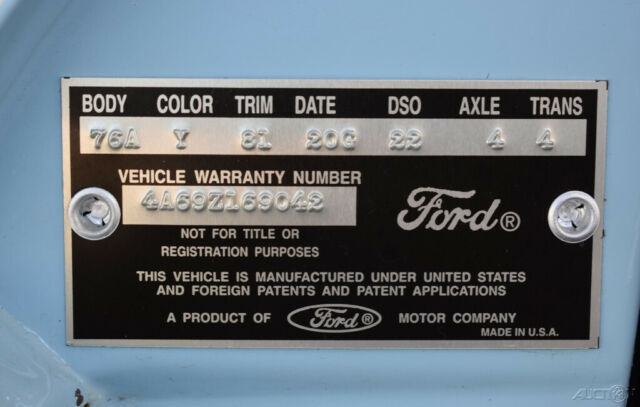 BODY COLOR TRIM DATE DSO AXLE TRANS
76A Y 81 20G 22 4 4
VEHICLE WARRANTY NUMBER
4A69Z169042
Ford®
NOT FOR TITLE OR
REGISTRATION PURPOSES
THIS VEHICLE IS MANUFACTURED UNDER UNITED STATES
AND FOREIGN PATENTS AND PATENT APPLICATIONS
A PRODUCT OF Ford® MOTOR COMPANY
MADE IN U.S.A.